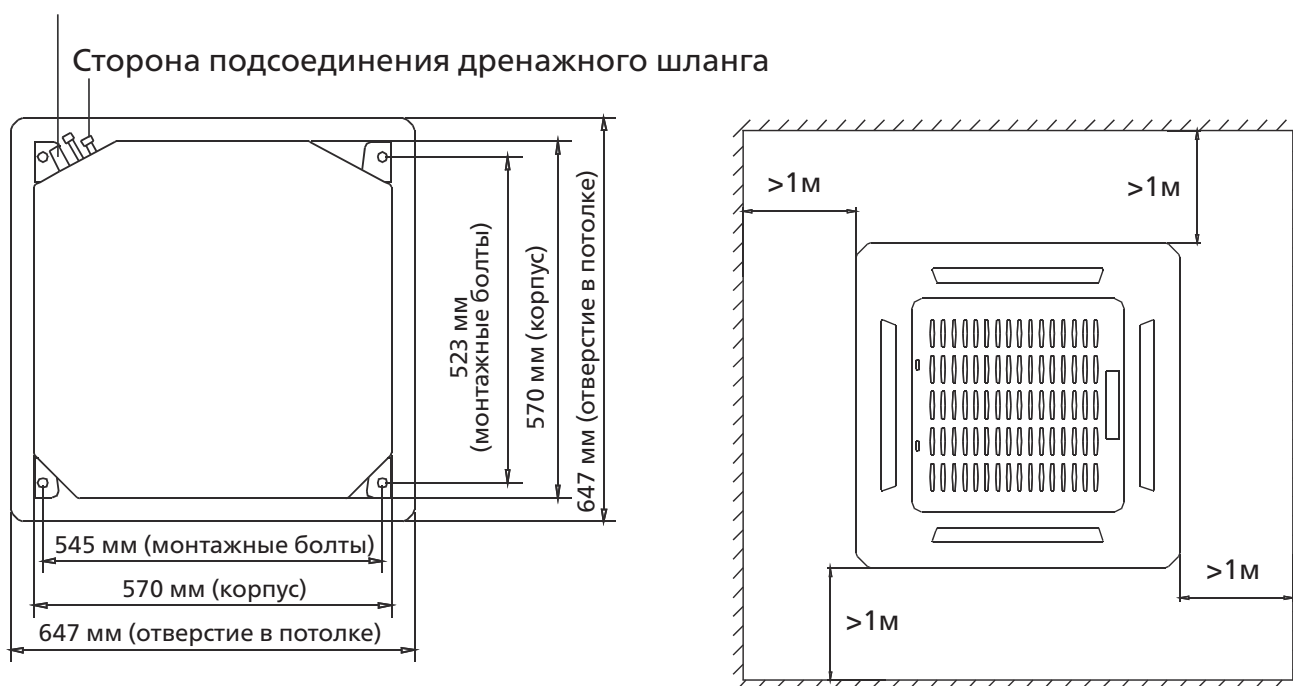 Сторона подсоединения дренажного шланга
523 мм
(монтажные болты)
570 мм (корпус)
647 мм (отверстие в потолке)
545 мм (монтажные болты)
570 мм (корпус)
647 мм (отверстие в потолке)
>1м
>1м
>1м
>1м